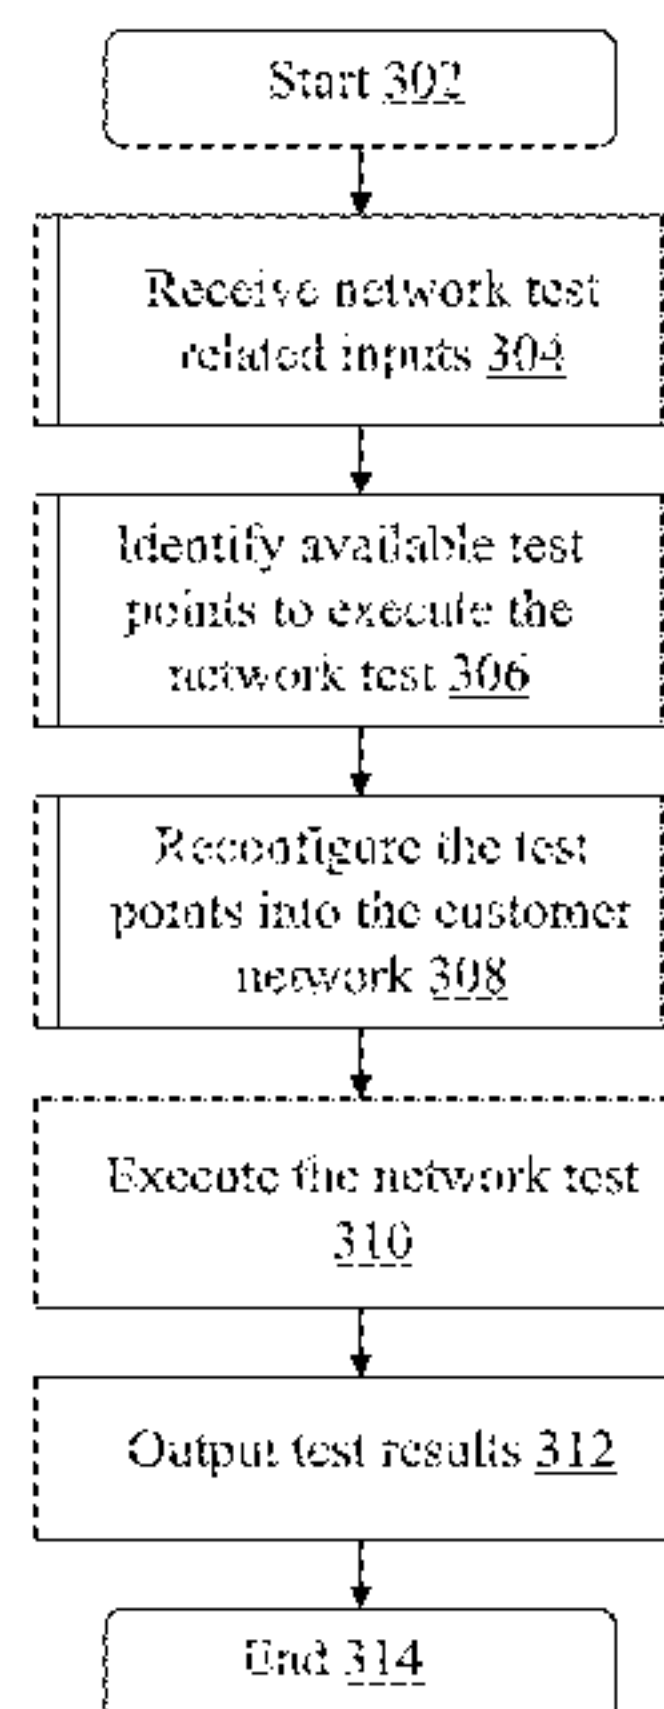 Start 302
Receive network test
related inputs 304
Identify available test
points to execute the
network test 306
Reconfigure the test
points into the customer
network 308
Execute the network test
310
Output test results 312
End 314